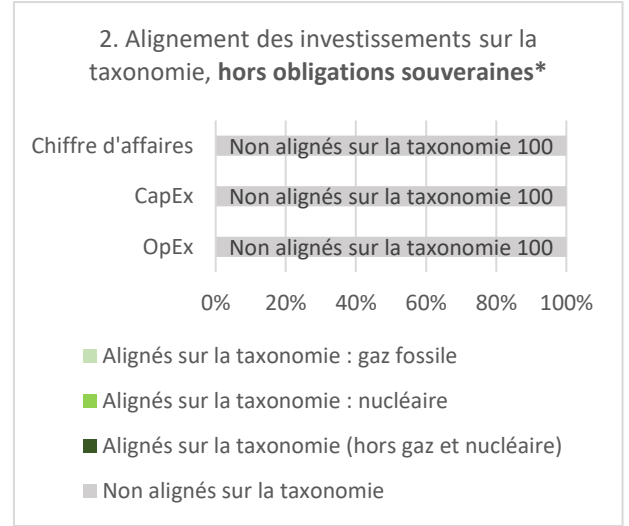 2. Alignement des investissements sur la
taxonomie, hors obligations souveraines*
Chiffre d'affaires
Non alignés sur la taxonomie 100
CapEx
Non alignés sur la taxonomie 100
OpEx
Non alignés sur la taxonomie 100
0% 20% 40% 60% 80% 100%
Alignés sur la taxonomie : gaz fossile
Alignés sur la taxonomie : nucléaire
Alignés sur la taxonomie (hors gaz et nucléaire)
Non alignés sur la taxonomie